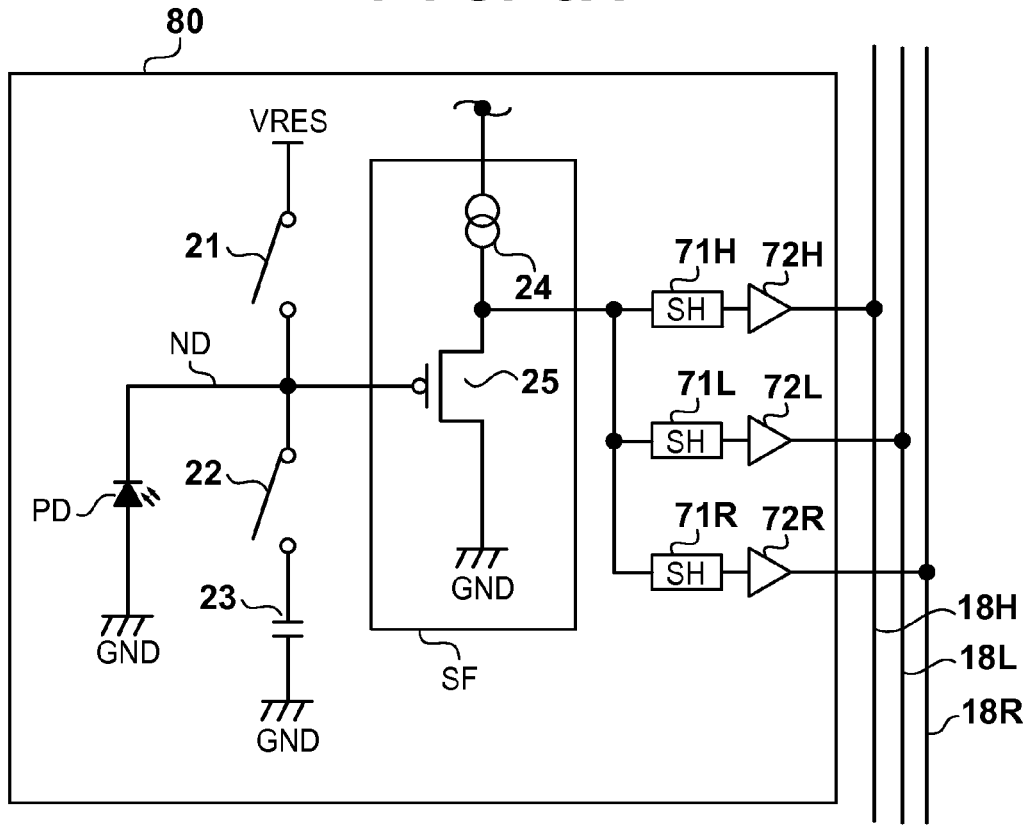 80
VRES
21
24
71H
72H
SH
ND
25
71L
72L
SH
22
PD
71R
72R
SH
23
GND
18H
GND
SF
18L
GND
18R